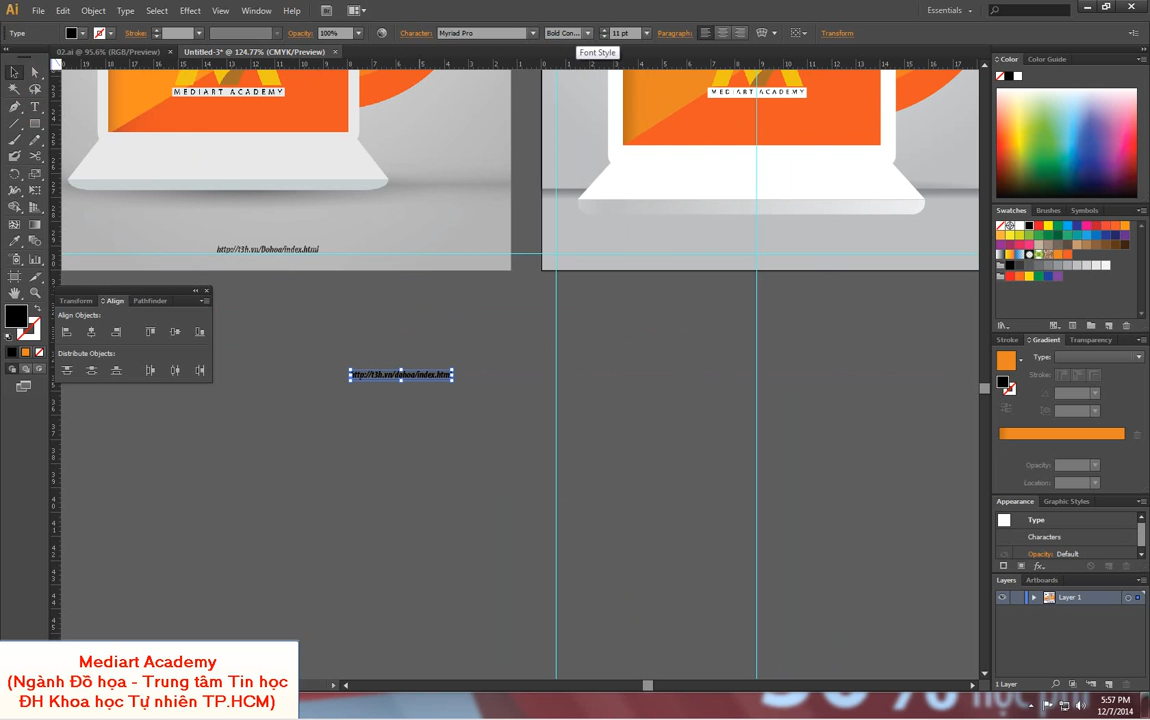 Ai File Edit Object Type Select Effect View Window Help Br Essentials
Type Stroke: Opacity: 100% Character: Myriad Pro Bold Con... 11 pt Paragraph: Transform
Font Style
02.ai @ 95.6% (RGB/Preview) × Untitled-3* @ 124.77% (CMYK/Preview) ×
MEDIART ACADEMY
MEDIART ACADEMY
http://t3h.vn/Dohoa/index.html
Transform Align Pathfinder
Align Objects:
Distribute Objects:
http://t3h.vn/dohoa/index.htm
Color Color Guide
Swatches Brushes Symbols
Stroke Gradient Transparency
Type:
Stroke:
Opacity:
Location:
Appearance Graphic Styles
Type
Characters
Opacity: Default
fx
Layers Artboards
Layer 1
1 Layer
Mediart Academy
(Ngành Đồ họa - Trung tâm Tin học
ĐH Khoa học Tự nhiên TP.HCM)
5:57 PM
12/7/2014